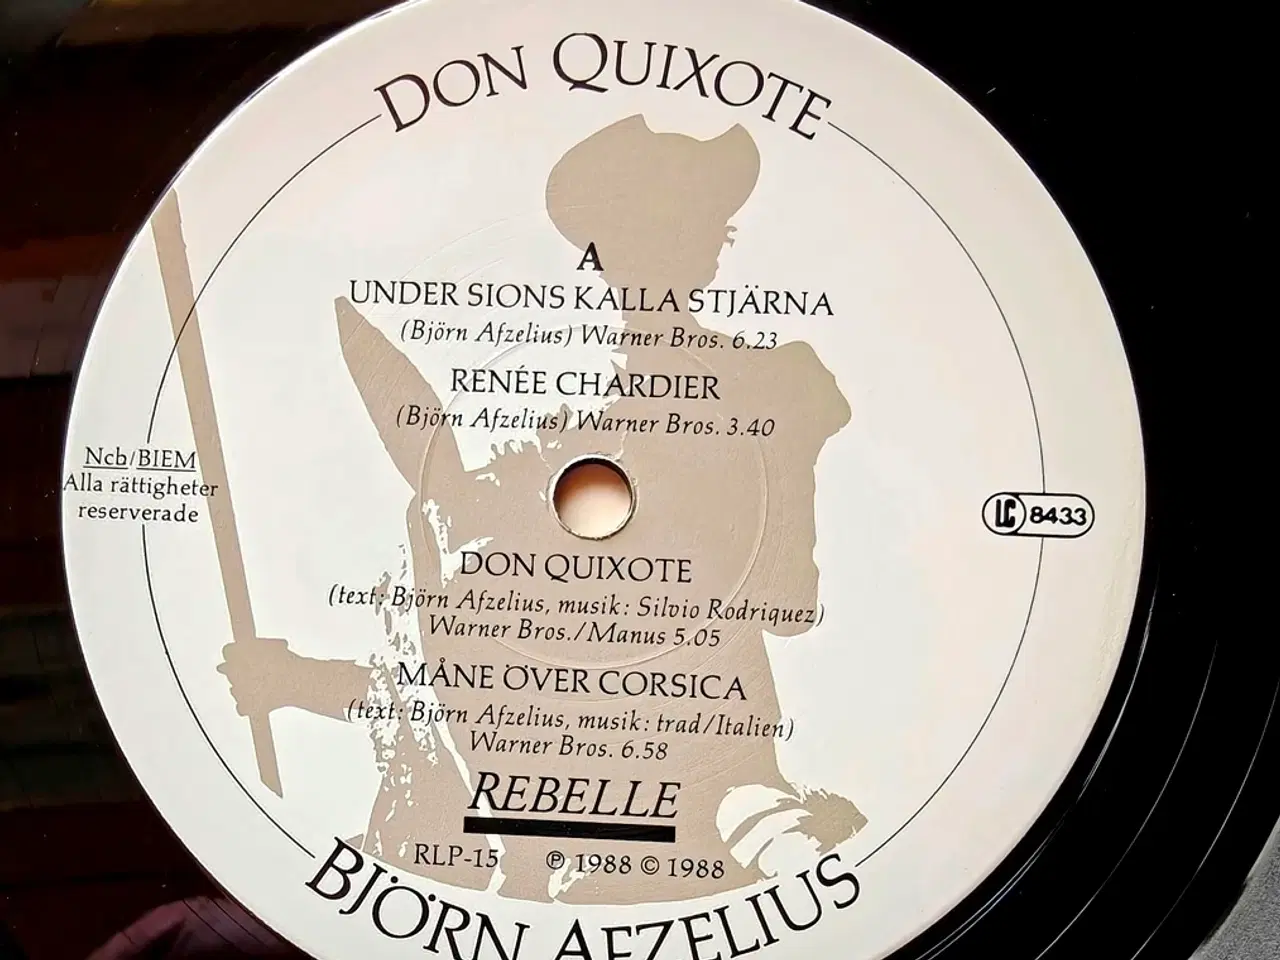 DON QUIXOTE
A
UNDER SIONS KALLA STJÄRNA
(Björn Afzelius) Warner Bros. 6.23
RENÉE CHARDIER
(Björn Afzelius) Warner Bros. 3.40
Ncb/BIEM
Alla rättigheter
reserverade
LC 8433
DON QUIXOTE
(text: Björn Afzelius, musik: Silvio Rodriquez)
Warner Bros./Manus 5.05
MÅNE ÖVER CORSICA
(text: Björn Afzelius, musik: trad/Italien)
Warner Bros. 6.58
REBELLE
RLP-15 ℗ 1988 © 1988
BJÖRN AFZELIUS